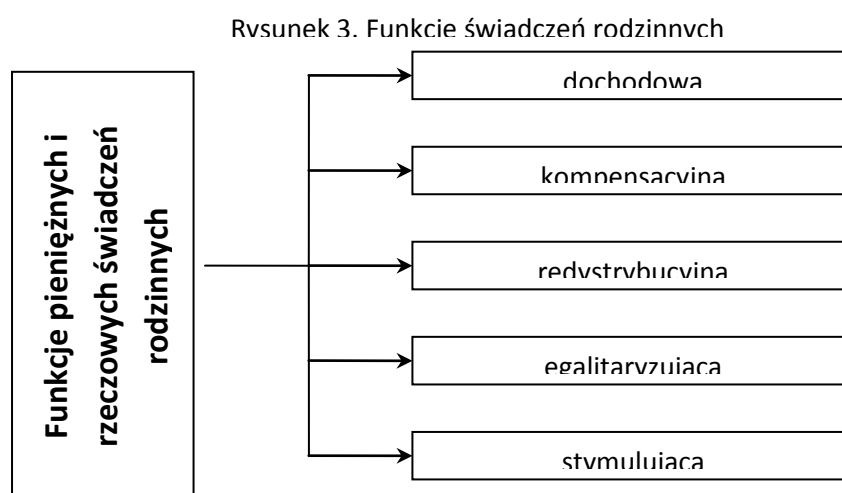 Rysunek 3. Funkcje świadczeń rodzinnych
Funkcje pieniężnych i
rzeczowych świadczeń
rodzinnych
dochodowa
kompensacyjna
redystrybucyjna
egalitaryzująca
stymulująca